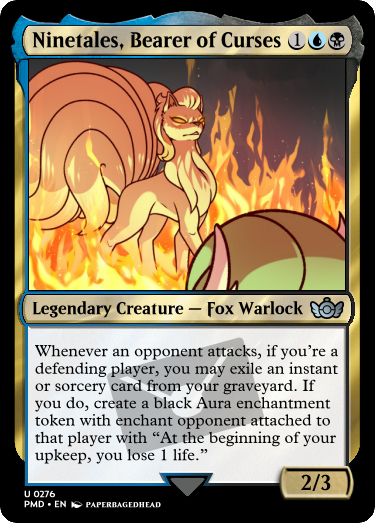 Ninetales, Bearer of Curses 1
Legendary Creature — Fox Warlock
Whenever an opponent attacks, if you're a
defending player, you may exile an instant
or sorcery card from your graveyard. If
you do, create a black Aura enchantment
token with enchant opponent attached to
that player with “At the beginning of your
upkeep, you lose 1 life.”
2/3
U 0276
PMD • EN PAPERBAGEDHEAD